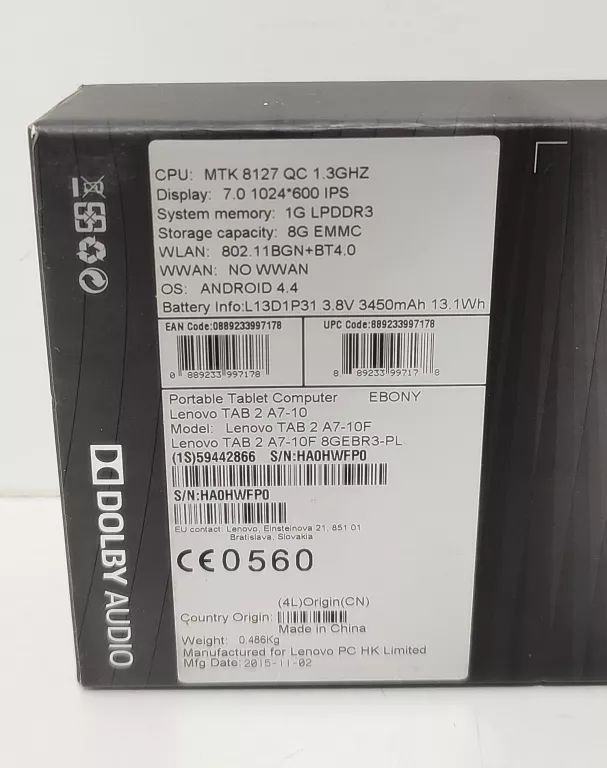 CPU: MTK 8127 QC 1.3GHZ
Display: 7.0 1024*600 IPS
System memory: 1G LPDDR3
Storage capacity: 8G EMMC
WLAN: 802.11BGN+BT4.0
WWAN: NO WWAN
OS: ANDROID 4.4
Battery Info:L13D1P31 3.8V 3450mAh 13.1Wh
EAN Code:0889233997178
0 889233 997178
UPC Code:889233997178
8 89233 99717 8
Portable Tablet Computer EBONY
Lenovo TAB 2 A7-10
Model: Lenovo TAB 2 A7-10F
Lenovo TAB 2 A7-10F 8GEBR3-PL
(1S)59442866 S/N:HA0HWFP0
S/N:HA0HWFP0
EU contact: Lenovo, Einsteinova 21, 851 01
Bratislava, Slovakia
CE0560
(4L)Origin(CN)
Country Origin:
Made in China
Weight: 0.486Kg
Manufactured for Lenovo PC HK Limited
Mfg Date: 2015-11-02
DOLBY AUDIO